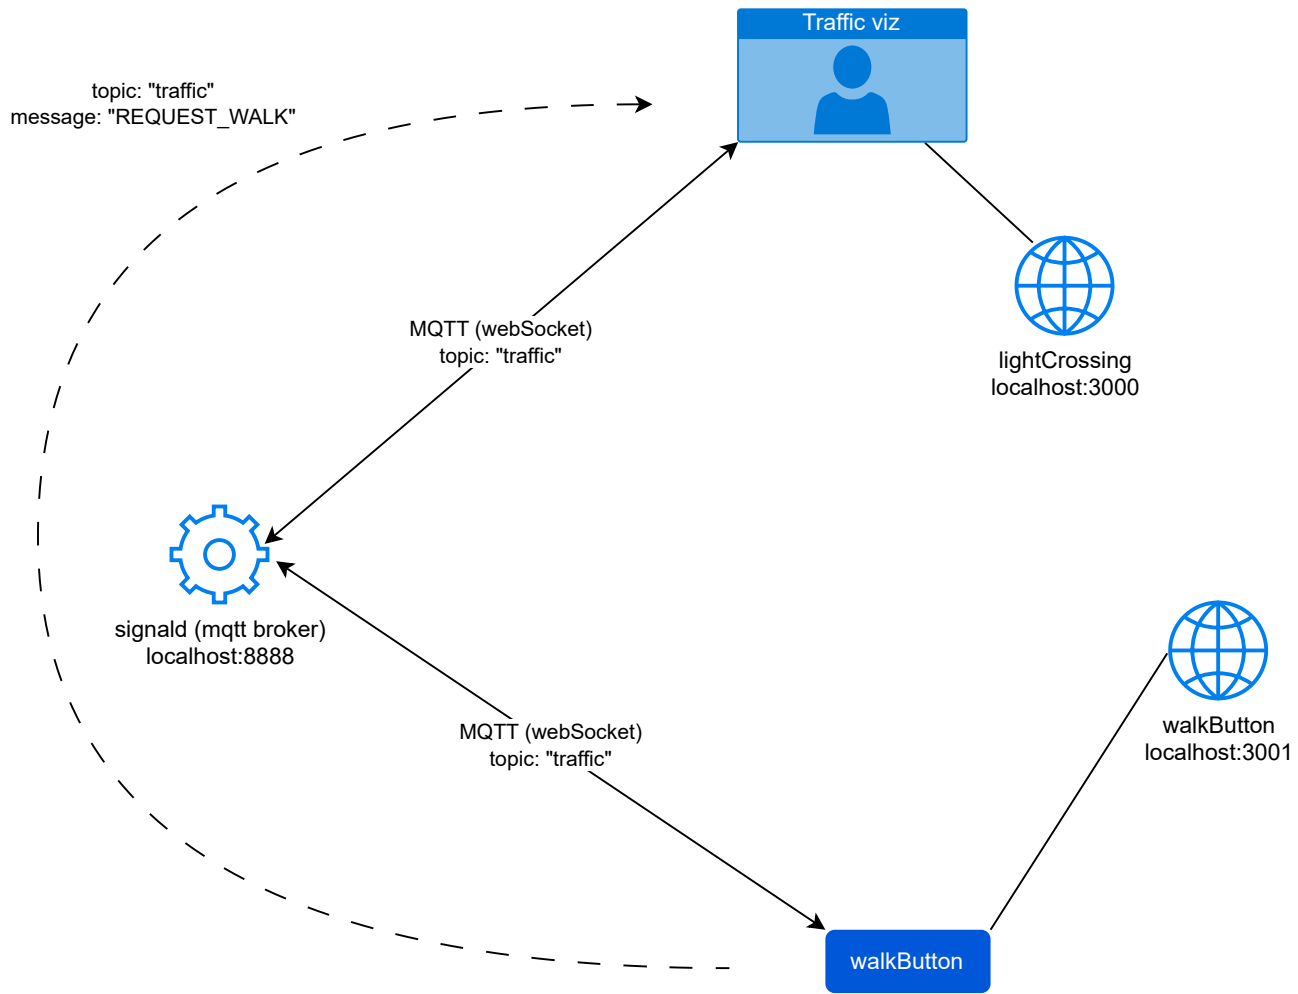 Traffic viz
topic: "traffic"
message: "REQUEST_WALK"
MQTT (webSocket)
topic: "traffic"
lightCrossing
localhost:3000
signald (mqtt broker)
localhost:8888
MQTT (webSocket)
topic: "traffic"
walkButton
localhost:3001
walkButton